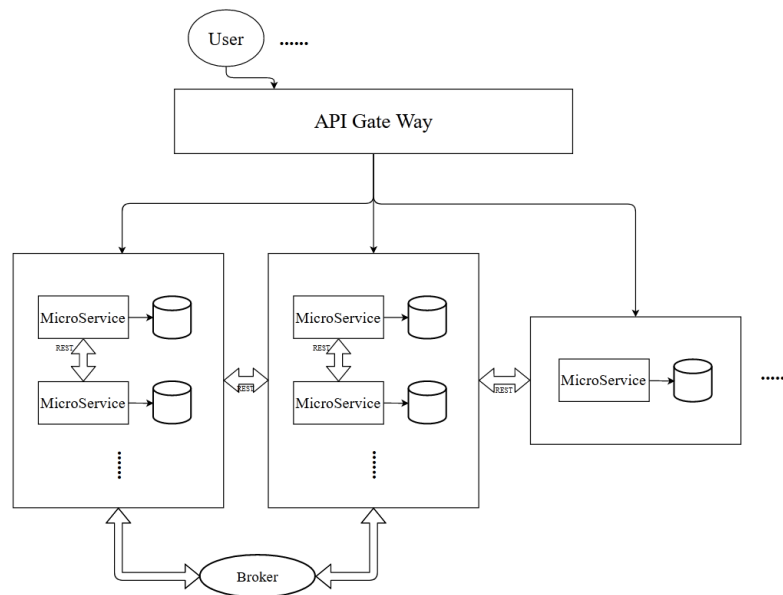 User ......
API Gate Way
MicroService
REST
MicroService
REST
MicroService
REST
MicroService
REST
MicroService
Broker